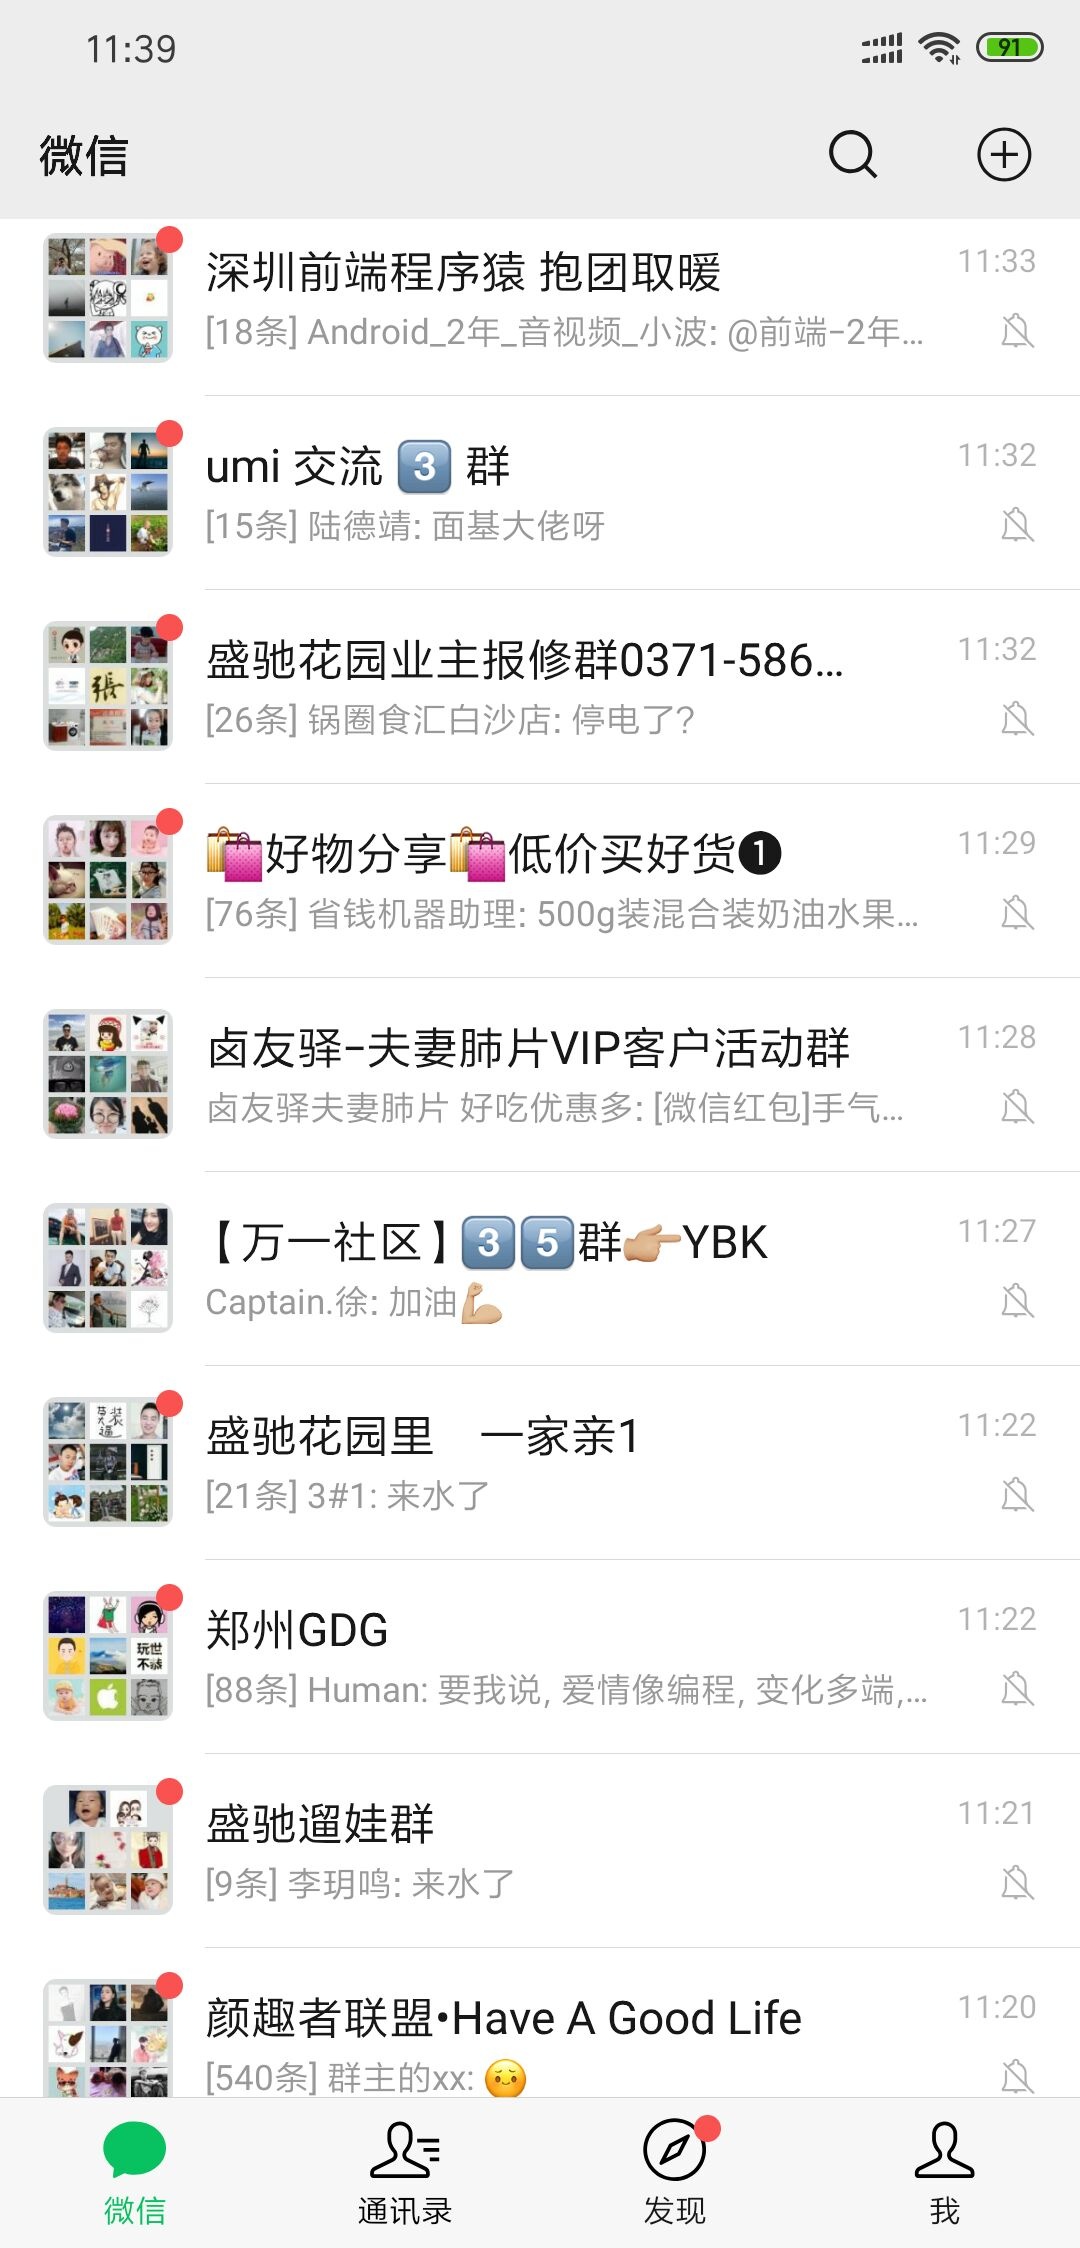 11:39
91
微信
深圳前端程序猿 抱团取暖
11:33
[18条] Android_2年_音视频_小波: @前端-2年...
umi 交流 3️⃣ 群
11:32
[15条] 陆德靖: 面基大佬呀
盛驰花园业主报修群0371-586...
11:32
[26条] 锅圈食汇白沙店: 停电了?
🛍好物分享🛍低价买好货❶
11:29
[76条] 省钱机器助理: 500g装混合装奶油水果...
卤友驿-夫妻肺片VIP客户活动群
11:28
卤友驿夫妻肺片 好吃优惠多: [微信红包]手气...
【万一社区】3️⃣5️⃣群👉🏼YBK
11:27
Captain.徐: 加油💪🏼
盛驰花园里　一家亲1
11:22
[21条] 3#1: 来水了
郑州GDG
11:22
[88条] Human: 要我说, 爱情像编程, 变化多端,...
玩世
不恭
盛驰遛娃群
11:21
[9条] 李玥鸣: 来水了
颜趣者联盟•Have A Good Life
11:20
[540条] 群主的xx: 😌
微信
通讯录
发现
我